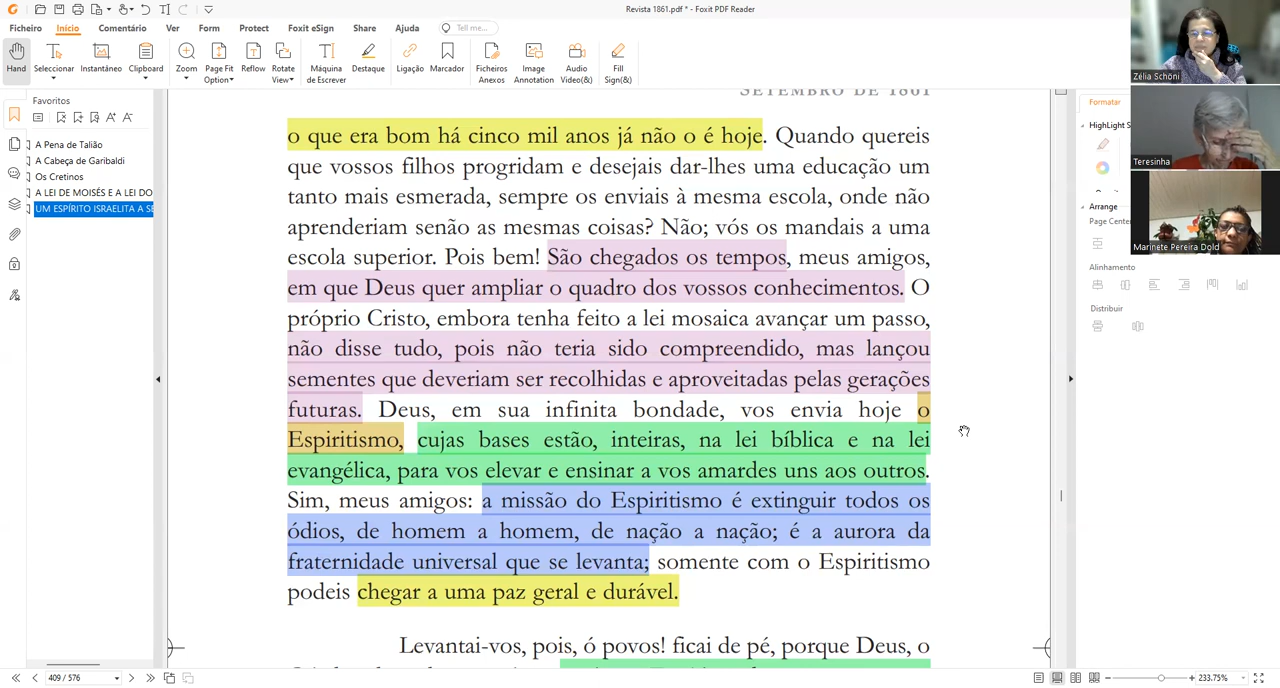 Revista 1861.pdf * - Foxit PDF Reader
Ficheiro Início Comentário Ver Form Protect Foxit eSign Share Ajuda Tell me...
Hand Seleccionar Instantâneo Clipboard Zoom Page Fit Option Reflow Rotate View Máquina de Escrever Destaque Ligação Marcador Ficheiros Anexos Image Annotation Audio Video(&) Fill Sign(&)
Favoritos
A Pena de Talião
A Cabeça de Garibaldi
Os Cretinos
A LEI DE MOISÉS E A LEI DO
UM ESPÍRITO ISRAELITA A SE
SETEMBRO DE 1861
o que era bom há cinco mil anos já não o é hoje. Quando quereis
que vossos filhos progridam e desejais dar-lhes uma educação um
tanto mais esmerada, sempre os enviais à mesma escola, onde não
aprenderiam senão as mesmas coisas? Não; vós os mandais a uma
escola superior. Pois bem! São chegados os tempos, meus amigos,
em que Deus quer ampliar o quadro dos vossos conhecimentos. O
próprio Cristo, embora tenha feito a lei mosaica avançar um passo,
não disse tudo, pois não teria sido compreendido, mas lançou
sementes que deveriam ser recolhidas e aproveitadas pelas gerações
futuras. Deus, em sua infinita bondade, vos envia hoje o
Espiritismo, cujas bases estão, inteiras, na lei bíblica e na lei
evangélica, para vos elevar e ensinar a vos amardes uns aos outros.
Sim, meus amigos: a missão do Espiritismo é extinguir todos os
ódios, de homem a homem, de nação a nação; é a aurora da
fraternidade universal que se levanta; somente com o Espiritismo
podeis chegar a uma paz geral e durável.
Levantai-vos, pois, ó povos! ficai de pé, porque Deus, o
Formatar
HighLight S
Arrange
Page Center
Alinhamento
Distribuir
Zélia Schöni
Teresinha
Marinete Pereira Dold
409 / 576
233.75%